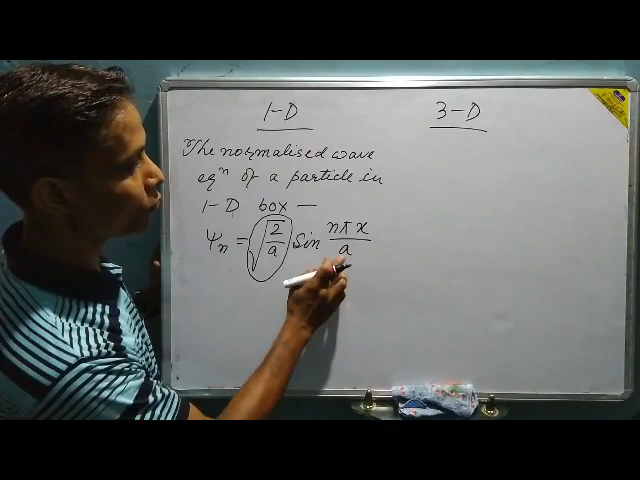 1-D
3-D
The normalised wave
eqⁿ of a particle in
1-D box —
Ψn = √2/a Sin nπx/a